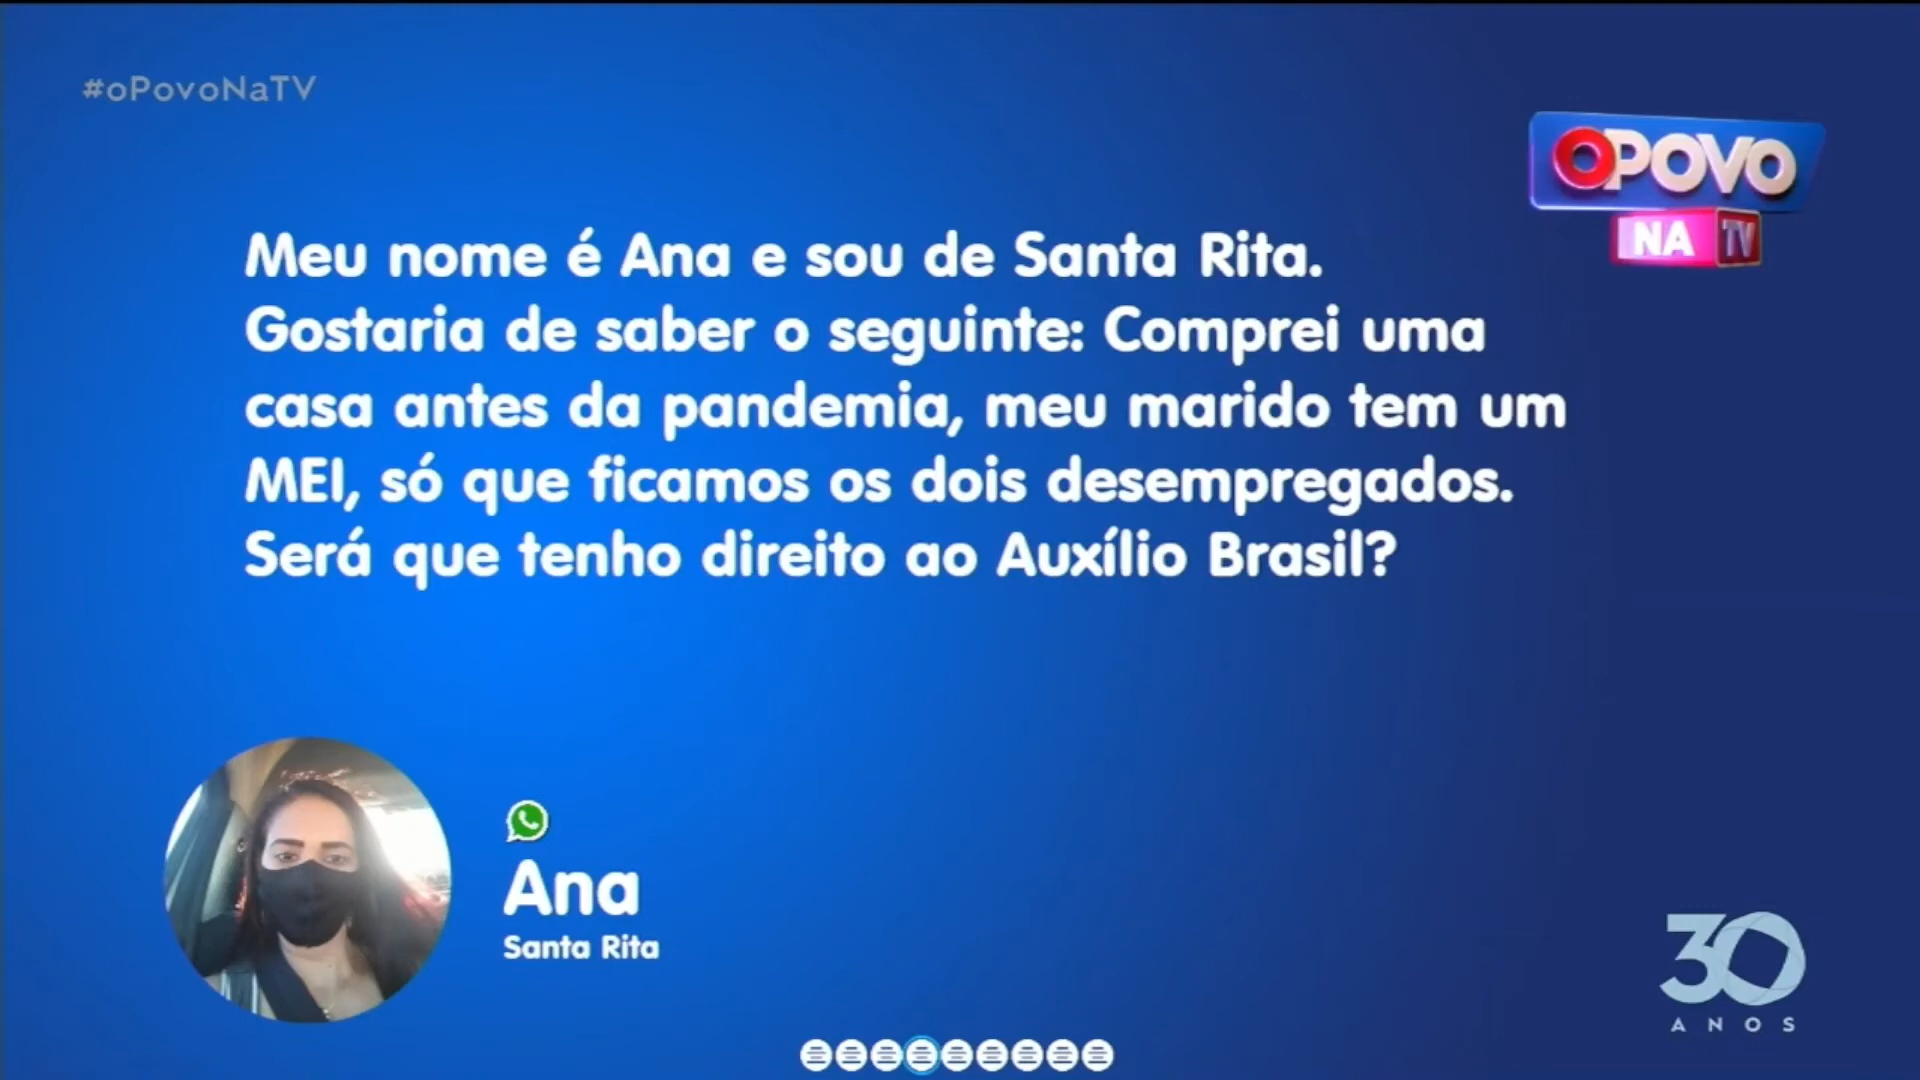 #oPovoNaTV
OPOVO
NA TV
Meu nome é Ana e sou de Santa Rita.
Gostaria de saber o seguinte: Comprei uma
casa antes da pandemia, meu marido tem um
MEI, só que ficamos os dois desempregados.
Será que tenho direito ao Auxílio Brasil?
Ana
Santa Rita
30
ANOS